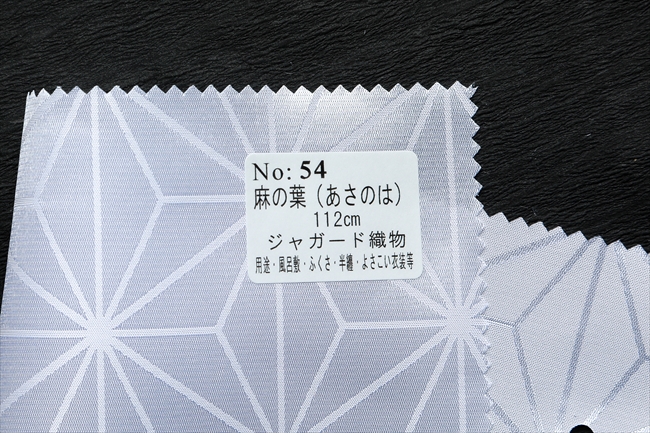 No: 54
麻の葉（あさのは）
112cm
ジャガード織物
用途・風呂敷・ふくさ・半纏・よさこい衣装等